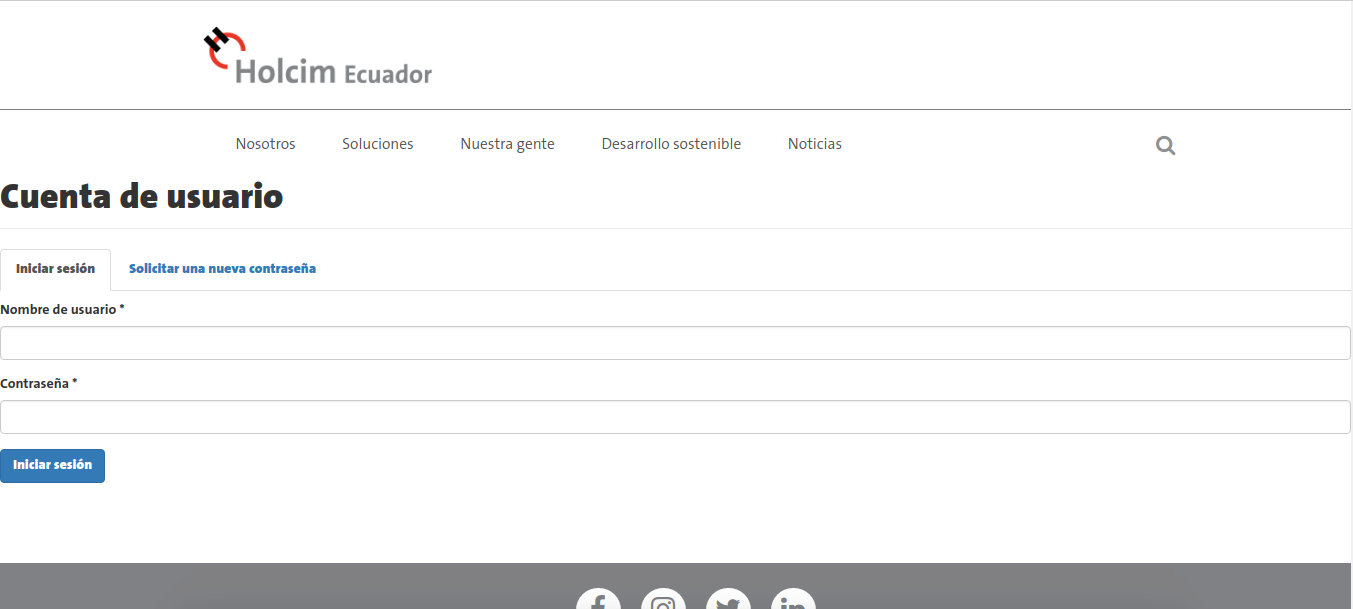 Holcim Ecuador
Nosotros Soluciones Nuestra gente Desarrollo sostenible Noticias
Cuenta de usuario
Iniciar sesión Solicitar una nueva contraseña
Nombre de usuario *
Contraseña *
Iniciar sesión